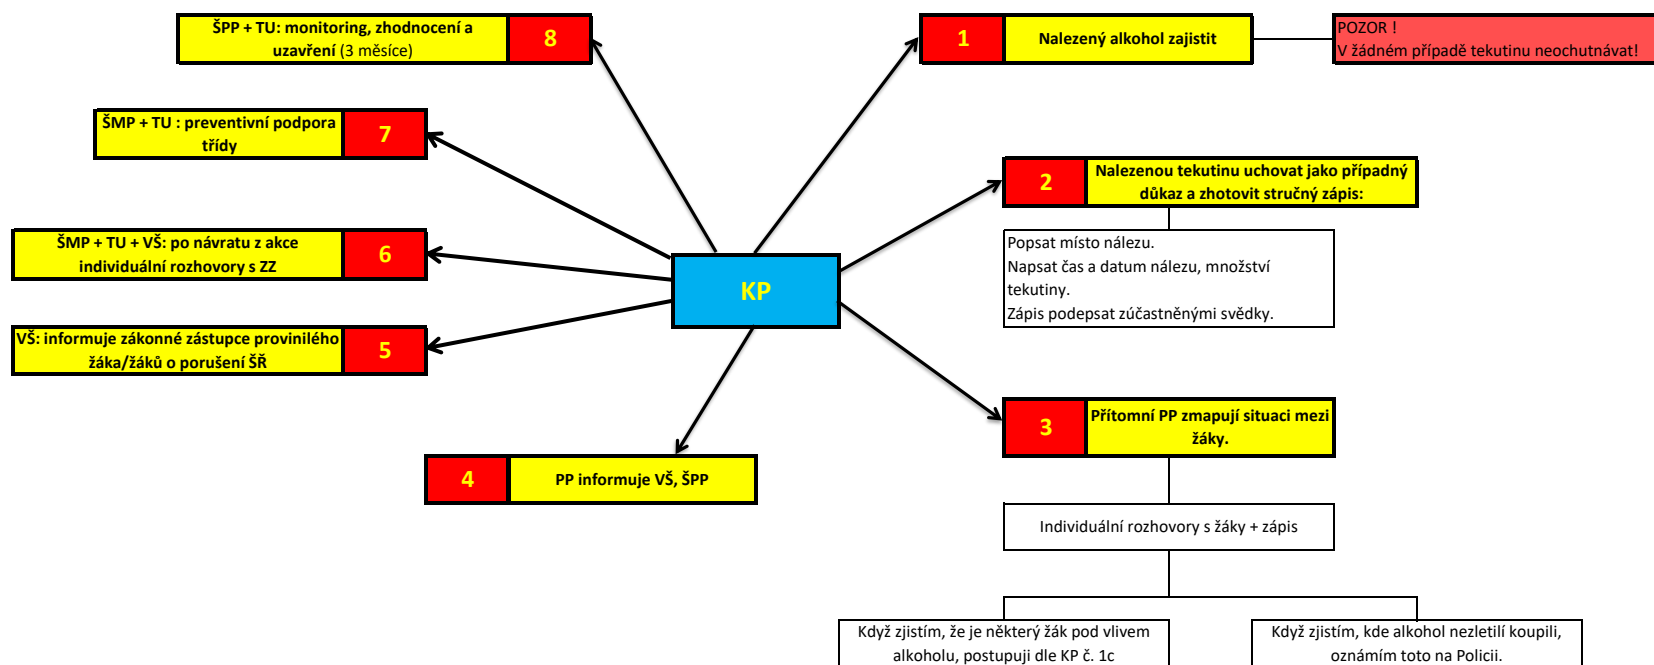 KP
1
Nalezený alkohol zajistit
POZOR !
V žádném případě tekutinu neochutnávat!
2
Nalezenou tekutinu uchovat jako případný
důkaz a zhotovit stručný zápis:
Popsat místo nálezu.
Napsat čas a datum nálezu, množství
tekutiny.
Zápis podepsat zúčastněnými svědky.
3
Přítomní PP zmapují situaci mezi
žáky.
Individuální rozhovory s žáky + zápis
Když zjistím, že je některý žák pod vlivem
alkoholu, postupuji dle KP č. 1c
Když zjistím, kde alkohol nezletilí koupili,
oznámím toto na Policii.
4
PP informuje VŠ, ŠPP
5
VŠ: informuje zákonné zástupce provinilého
žáka/žáků o porušení ŠŘ
6
ŠMP + TU + VŠ: po návratu z akce
individuální rozhovory s ZZ
7
ŠMP + TU : preventivní podpora
třídy
8
ŠPP + TU: monitoring, zhodnocení a
uzavření (3 měsíce)